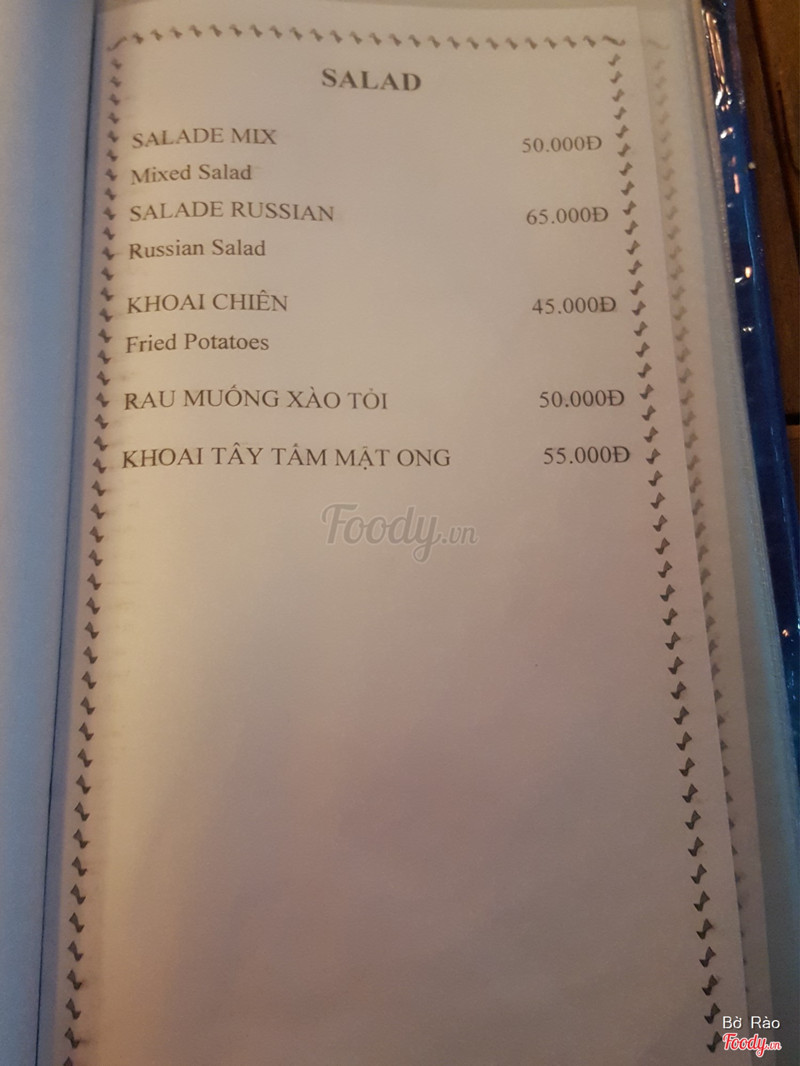 SALAD
SALADE MIX 50.000Đ
Mixed Salad
SALADE RUSSIAN 65.000Đ
Russian Salad
KHOAI CHIÊN 45.000Đ
Fried Potatoes
RAU MUỐNG XÀO TỎI 50.000Đ
KHOAI TÂY TẨM MẬT ONG 55.000Đ
Foody.vn
Bờ Rào
Foody.vn